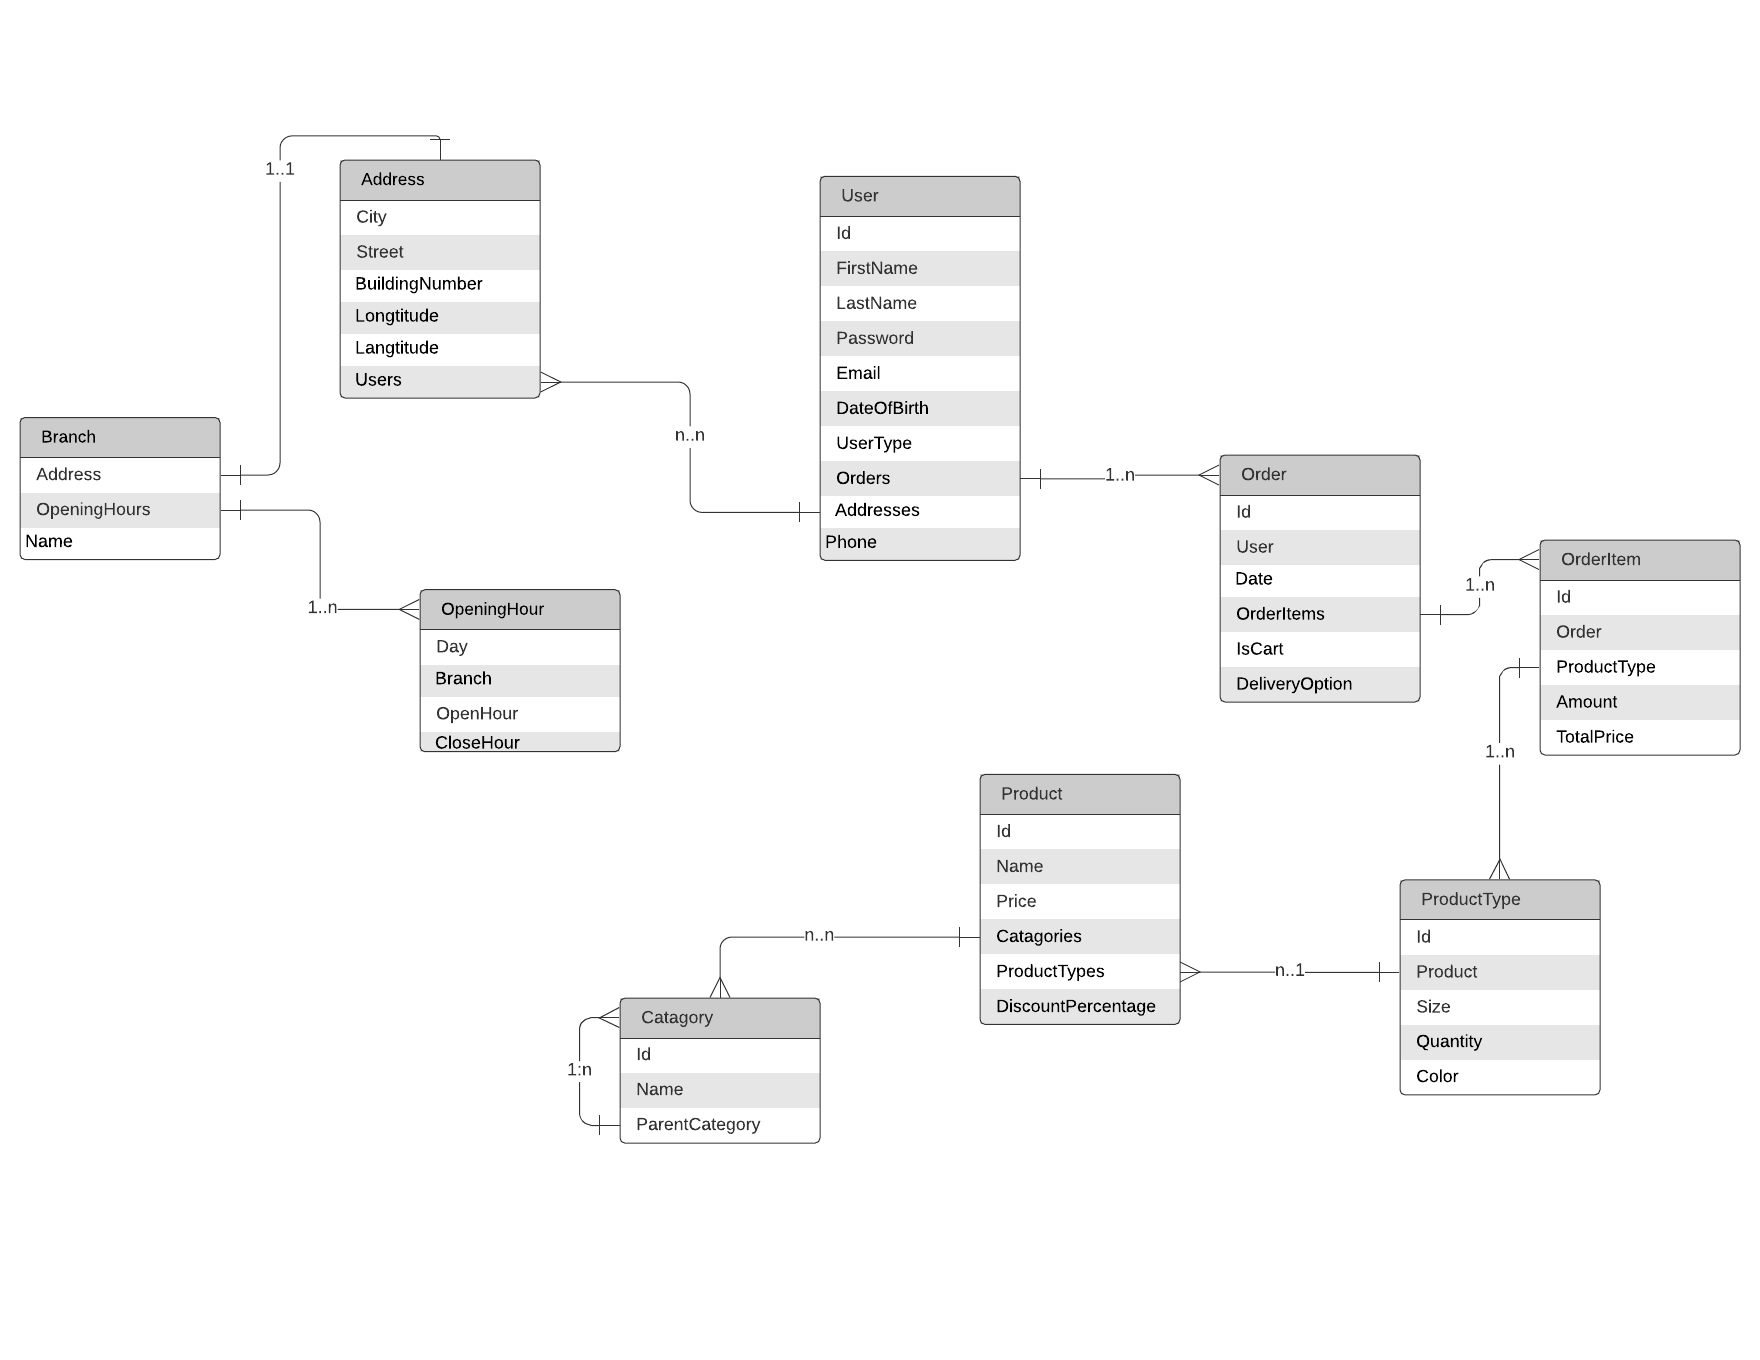 1..1
Address
City
Street
BuildingNumber
Longtitude
Langtitude
Users
User
Id
FirstName
LastName
Password
Email
DateOfBirth
UserType
Orders
Addresses
Phone
n..n
Branch
Address
OpeningHours
Name
1..n
OpeningHour
Day
Branch
OpenHour
CloseHour
1..n
Order
Id
User
Date
OrderItems
IsCart
DeliveryOption
1..n
OrderItem
Id
Order
ProductType
Amount
TotalPrice
1..n
Product
Id
Name
Price
Catagories
ProductTypes
DiscountPercentage
n..n
n..1
ProductType
Id
Product
Size
Quantity
Color
Catagory
Id
Name
ParentCategory
1:n